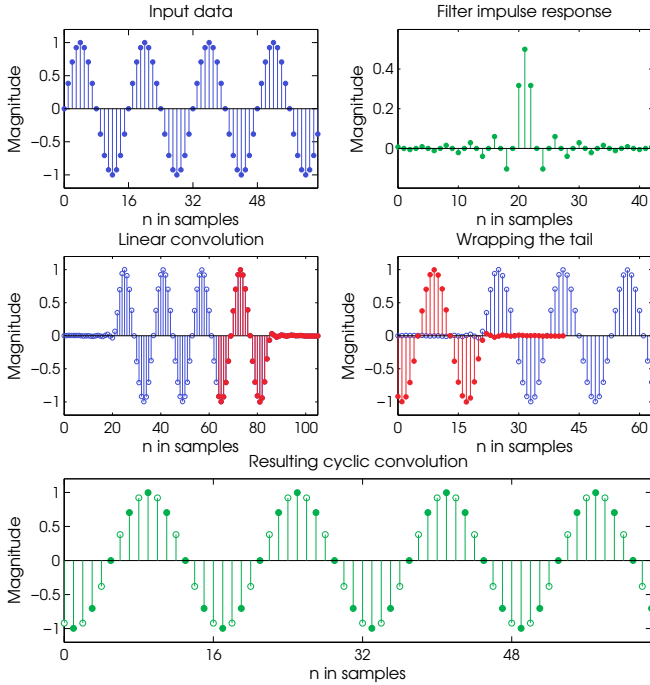 Input data
Filter impulse response
Magnitude
1
0.5
0
−0.5
−1
0 16 32 48
n in samples
Magnitude
0.4
0.2
0
0 10 20 30 40
n in samples
Linear convolution
Wrapping the tail
Magnitude
1
0.5
0
−0.5
−1
0 20 40 60 80 100
n in samples
Magnitude
1
0.5
0
−0.5
−1
0 15 30 45 60
n in samples
Resulting cyclic convolution
Magnitude
1
0.5
0
−0.5
−1
0 16 32 48
n in samples